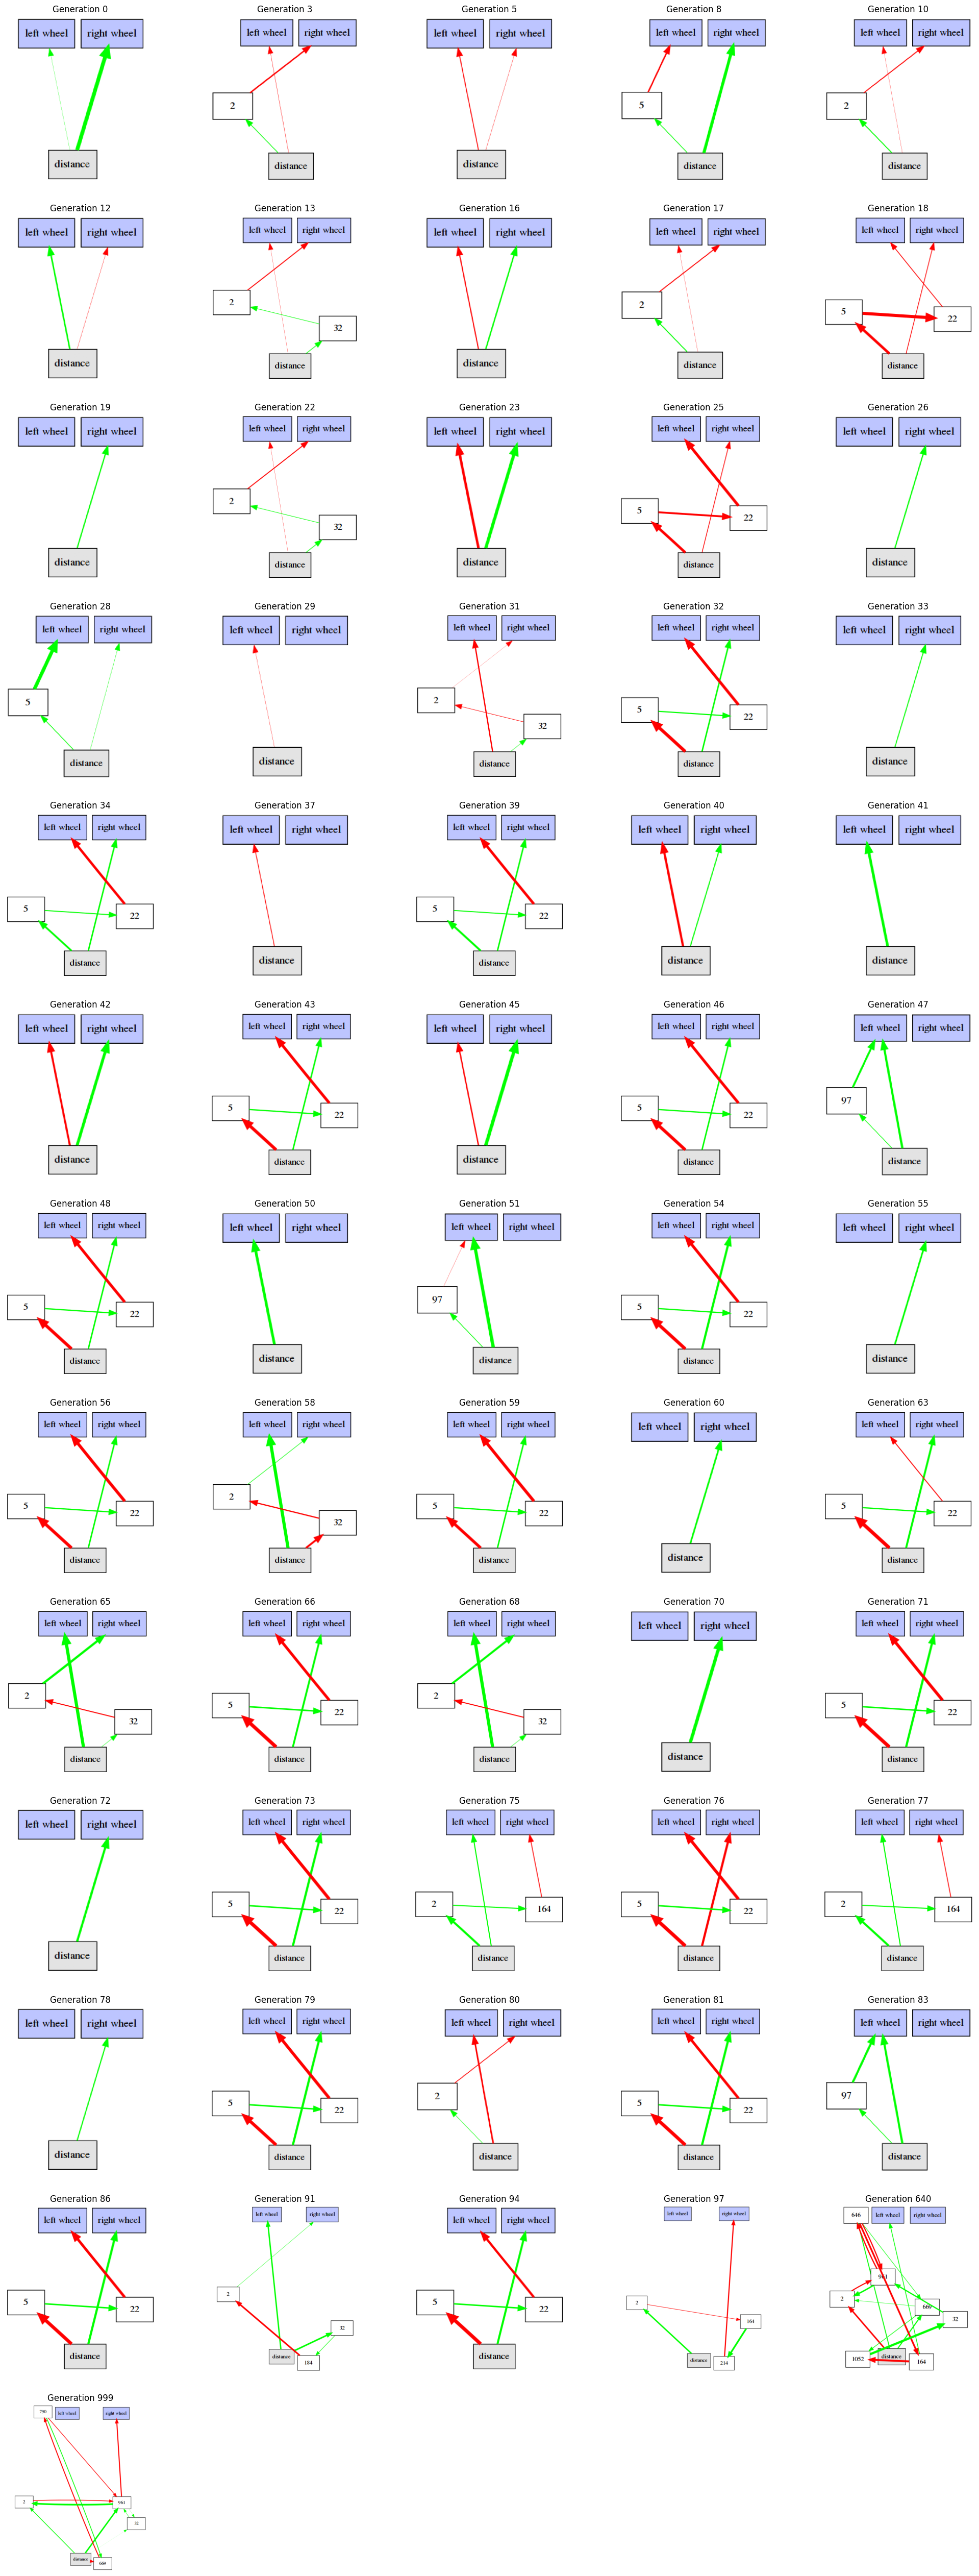 Generation 0
left wheel right wheel
distance
Generation 3
left wheel right wheel
2
distance
Generation 5
left wheel right wheel
distance
Generation 8
left wheel right wheel
5
distance
Generation 10
left wheel right wheel
2
distance
Generation 12
left wheel right wheel
distance
Generation 13
left wheel right wheel
2
32
distance
Generation 16
left wheel right wheel
distance
Generation 17
left wheel right wheel
2
distance
Generation 18
left wheel right wheel
5
22
distance
Generation 19
left wheel right wheel
distance
Generation 22
left wheel right wheel
2
32
distance
Generation 23
left wheel right wheel
distance
Generation 25
left wheel right wheel
5
22
distance
Generation 26
left wheel right wheel
distance
Generation 28
left wheel right wheel
5
distance
Generation 29
left wheel right wheel
distance
Generation 31
left wheel right wheel
2
32
distance
Generation 32
left wheel right wheel
5
22
distance
Generation 33
left wheel right wheel
distance
Generation 34
left wheel right wheel
5
22
distance
Generation 37
left wheel right wheel
distance
Generation 39
left wheel right wheel
5
22
distance
Generation 40
left wheel right wheel
distance
Generation 41
left wheel right wheel
distance
Generation 42
left wheel right wheel
distance
Generation 43
left wheel right wheel
5
22
distance
Generation 45
left wheel right wheel
distance
Generation 46
left wheel right wheel
5
22
distance
Generation 47
left wheel right wheel
97
distance
Generation 48
left wheel right wheel
5
22
distance
Generation 50
left wheel right wheel
distance
Generation 51
left wheel right wheel
97
distance
Generation 54
left wheel right wheel
5
22
distance
Generation 55
left wheel right wheel
distance
Generation 56
left wheel right wheel
5
22
distance
Generation 58
left wheel right wheel
2
32
distance
Generation 59
left wheel right wheel
5
22
distance
Generation 60
left wheel right wheel
distance
Generation 63
left wheel right wheel
5
22
distance
Generation 65
left wheel right wheel
2
32
distance
Generation 66
left wheel right wheel
5
22
distance
Generation 68
left wheel right wheel
2
32
distance
Generation 70
left wheel right wheel
distance
Generation 71
left wheel right wheel
5
22
distance
Generation 72
left wheel right wheel
distance
Generation 73
left wheel right wheel
5
22
distance
Generation 75
left wheel right wheel
2
164
distance
Generation 76
left wheel right wheel
5
22
distance
Generation 77
left wheel right wheel
2
164
distance
Generation 78
left wheel right wheel
distance
Generation 79
left wheel right wheel
5
22
distance
Generation 80
left wheel right wheel
2
distance
Generation 81
left wheel right wheel
5
22
distance
Generation 83
left wheel right wheel
97
distance
Generation 86
left wheel right wheel
5
22
distance
Generation 91
left wheel right wheel
2
32
distance
184
Generation 94
left wheel right wheel
5
22
distance
Generation 97
left wheel right wheel
2
164
distance
214
Generation 640
646 left wheel right wheel
2
32
1052 distance 164
Generation 999
left wheel right wheel
2
32
distance